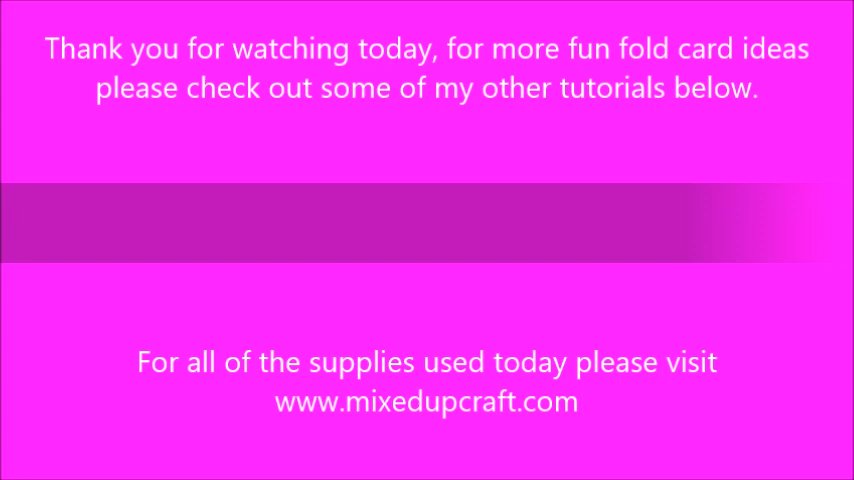 Thank you for watching today, for more fun fold card ideas
please check out some of my other tutorials below.
For all of the supplies used today please visit
www.mixedupcraft.com